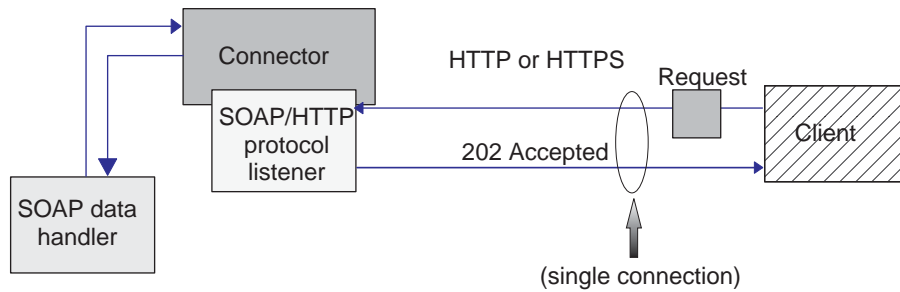 Connector
HTTP or HTTPS
Request
SOAP/HTTP
protocol
listener
Client
202 Accepted
SOAP data
handler
(single connection)